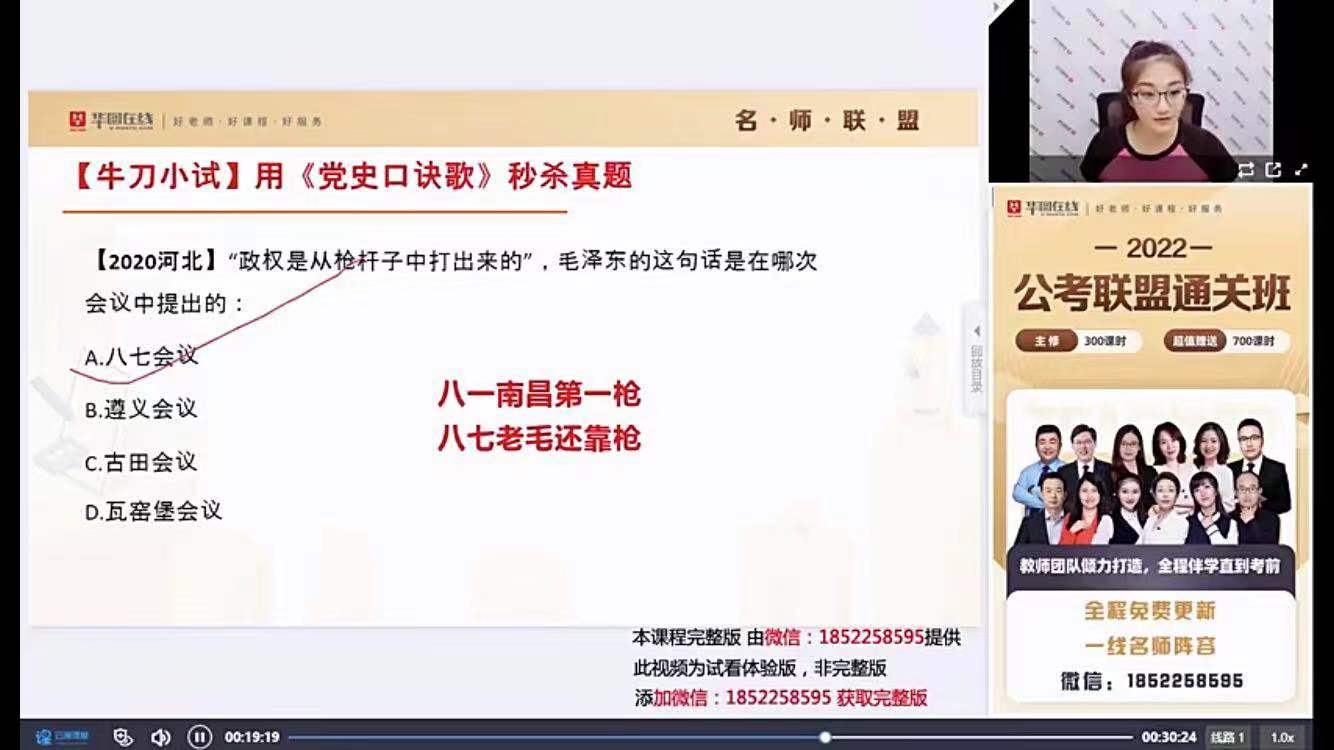 华图在线 | 好老师·好课程·好服务
名·师·联·盟
【牛刀小试】用《党史口诀歌》秒杀真题
【2020河北】“政权是从枪杆子中打出来的”，毛泽东的这句话是在哪次
会议中提出的：
A.八七会议
B.遵义会议
C.古田会议
D.瓦窑堡会议
八一南昌第一枪
八七老毛还靠枪
回放目录
本课程完整版 由微信：1852258595提供
此视频为试看体验版，非完整版
添加微信：1852258595 获取完整版
华图在线 | 好老师·好课程·好服务
2022
公考联盟通关班
主修 300课时 超值赠送 700课时
教师团队倾力打造，全程伴学直到考前
全程免费更新
一线名师阵容
微信：1852258595
00:19:19
00:30:24 线路1 1.0x